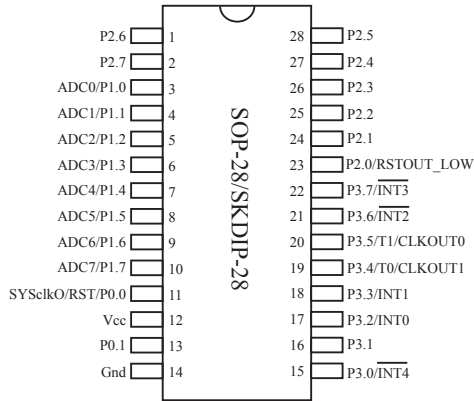 P2.6 1 28 P2.5
P2.7 2 27 P2.4
ADC0/P1.0 3 26 P2.3
ADC1/P1.1 4 25 P2.2
ADC2/P1.2 5 24 P2.1
ADC3/P1.3 6 23 P2.0/RSTOUT_LOW
ADC4/P1.4 7 22 P3.7/INT3
ADC5/P1.5 8 21 P3.6/INT2
ADC6/P1.6 9 20 P3.5/T1/CLKOUT0
ADC7/P1.7 10 19 P3.4/T0/CLKOUT1
SYSclkO/RST/P0.0 11 18 P3.3/INT1
Vcc 12 17 P3.2/INT0
P0.1 13 16 P3.1
Gnd 14 15 P3.0/INT4
SOP-28/SKDIP-28